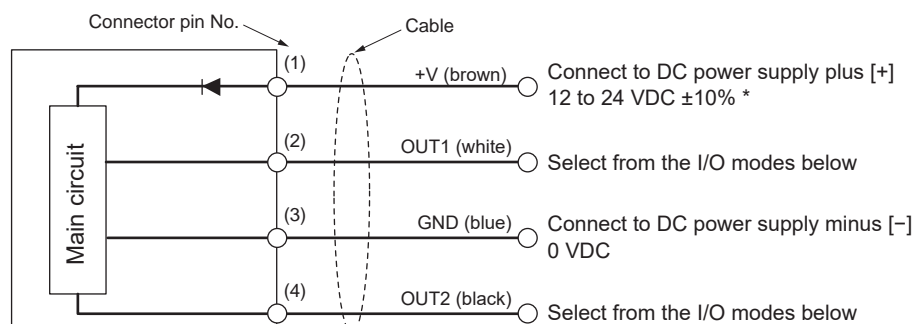 Connector pin No.
Cable
(1)
+V (brown)
Connect to DC power supply plus [+]
12 to 24 VDC ±10% *
(2)
OUT1 (white)
Select from the I/O modes below
Main circuit
(3)
GND (blue)
Connect to DC power supply minus [−]
0 VDC
(4)
OUT2 (black)
Select from the I/O modes below